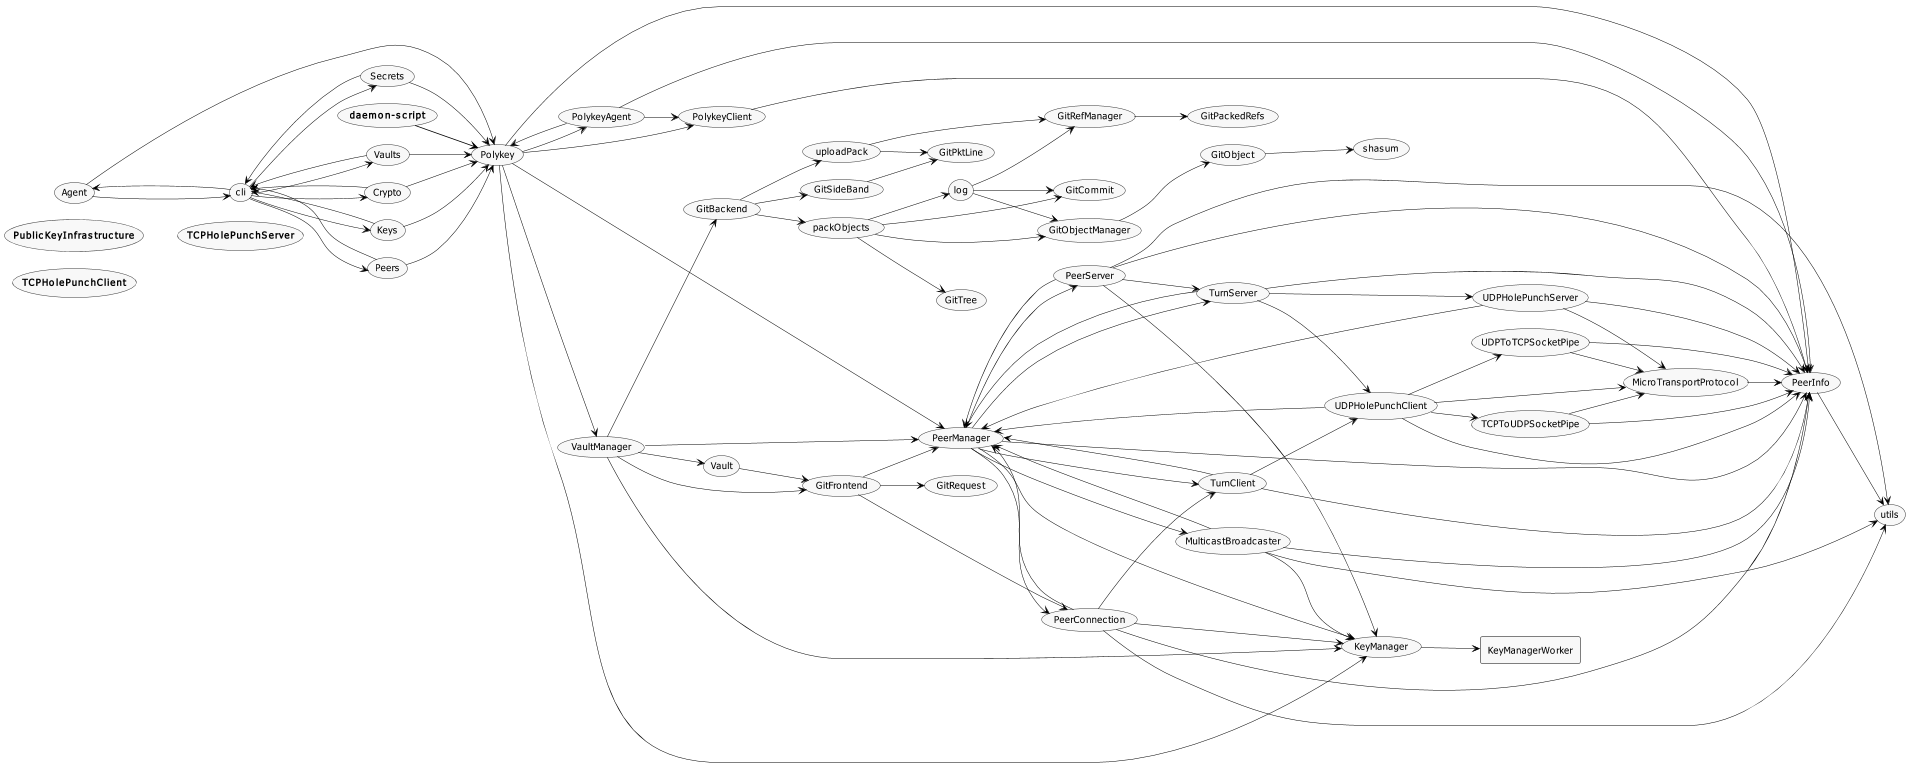 Agent
PublicKeyInfrastructure
TCPHolePunchClient
cli
TCPHolePunchServer
Secrets
daemon-script
Vaults
Crypto
Keys
Peers
Polykey
PolykeyAgent
PolykeyClient
VaultManager
GitBackend
Vault
uploadPack
GitSideBand
packObjects
GitFrontend
GitPktLine
log
GitTree
PeerManager
GitRequest
GitRefManager
GitCommit
GitObjectManager
PeerServer
PeerConnection
GitPackedRefs
GitObject
TurnServer
TurnClient
MulticastBroadcaster
shasum
UDPHolePunchClient
KeyManager
UDPHolePunchServer
UDPToTCPSocketPipe
TCPToUDPSocketPipe
KeyManagerWorker
MicroTransportProtocol
PeerInfo
utils